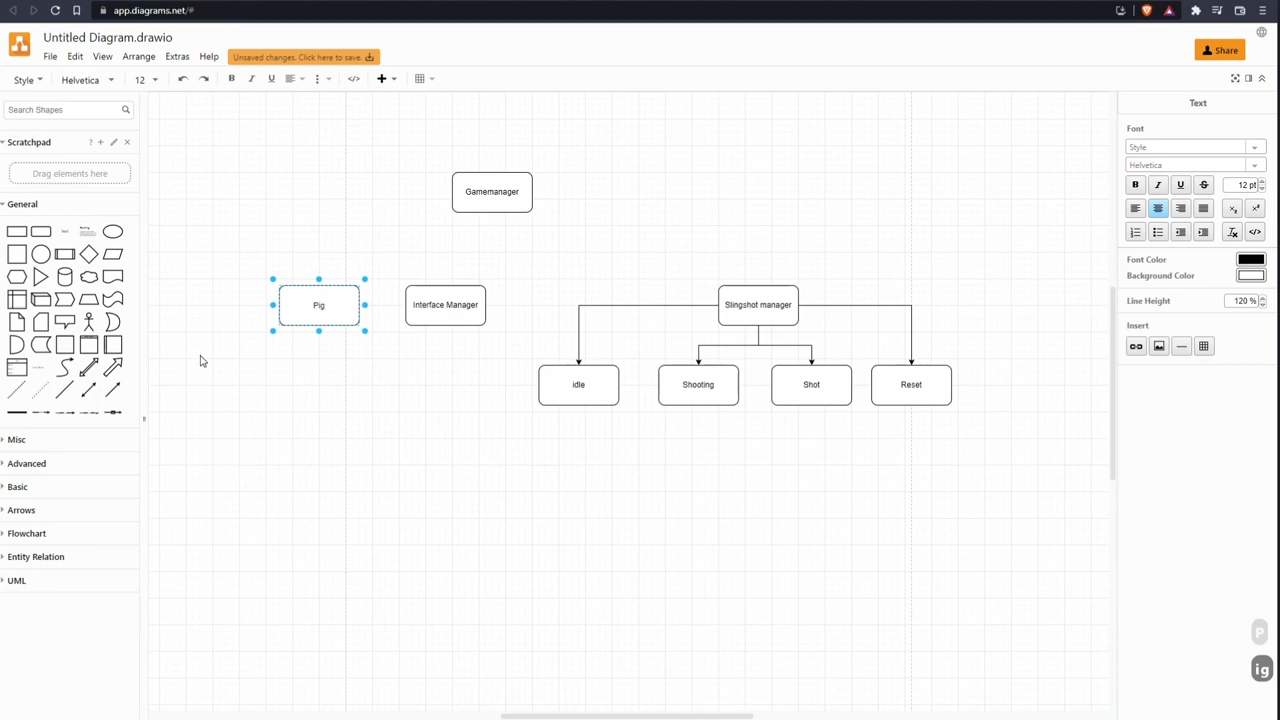 app.diagrams.net/#
Untitled Diagram.drawio
File Edit View Arrange Extras Help
Unsaved changes. Click here to save.
Share
Style
Helvetica
12
B I U
Search Shapes
Scratchpad
?
Drag elements here
General
Text
Misc
Advanced
Basic
Arrows
Flowchart
Entity Relation
UML
Gamemanager
Pig
Interface Manager
Slingshot manager
idle
Shooting
Shot
Reset
Text
Font
Style
Helvetica
B I U S
12 pt
Font Color
Background Color
Line Height
120 %
Insert
P
ig